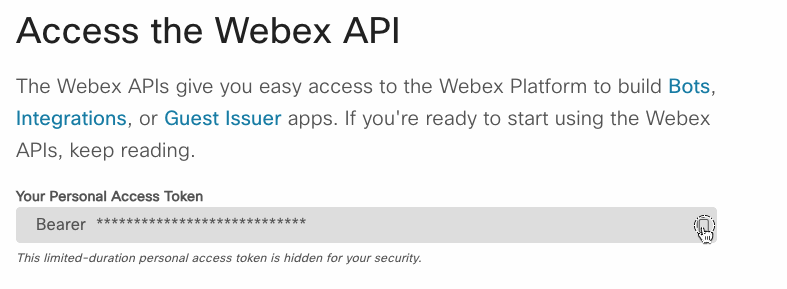 Access the Webex API
The Webex APIs give you easy access to the Webex Platform to build Bots,
Integrations, or Guest Issuer apps. If you're ready to start using the Webex
APIs, keep reading.
Your Personal Access Token
Bearer ****************************
This limited-duration personal access token is hidden for your security.